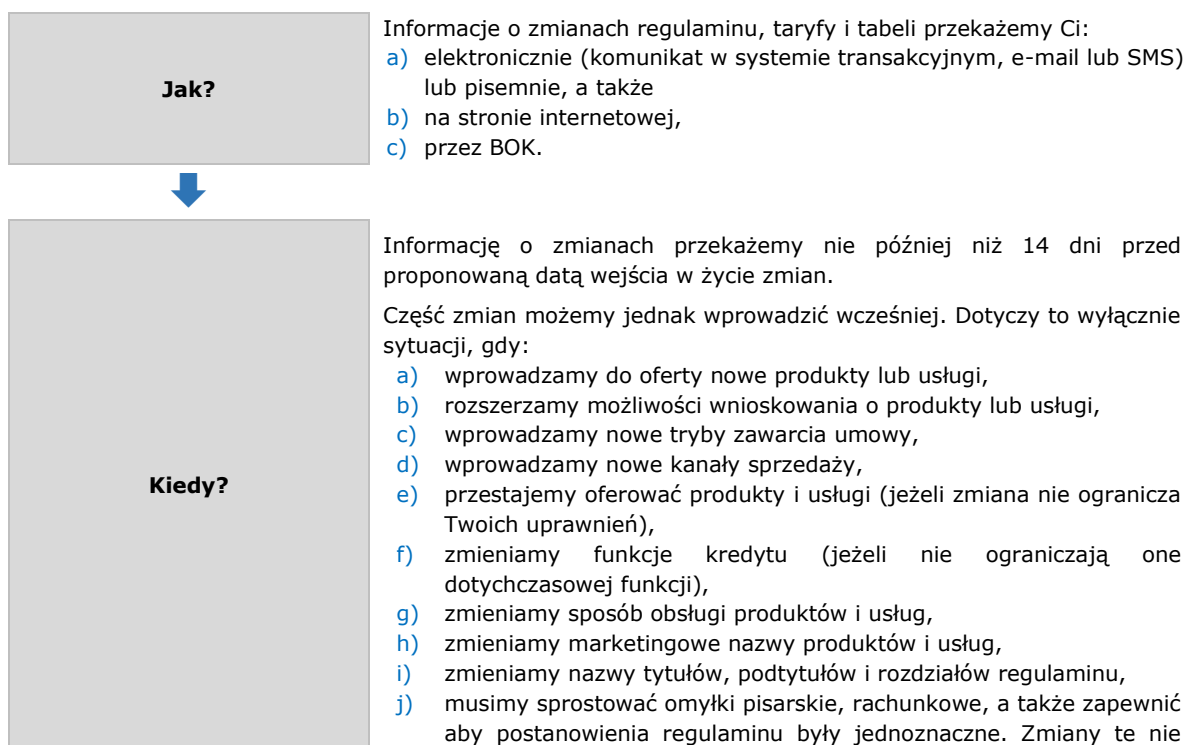 Jak?
Informacje o zmianach regulaminu, taryfy i tabeli przekażemy Ci:
a) elektronicznie (komunikat w systemie transakcyjnym, e-mail lub SMS)
lub pisemnie, a także
b) na stronie internetowej,
c) przez BOK.
Kiedy?
Informację o zmianach przekażemy nie później niż 14 dni przed
proponowaną datą wejścia w życie zmian.
Część zmian możemy jednak wprowadzić wcześniej. Dotyczy to wyłącznie
sytuacji, gdy:
a) wprowadzamy do oferty nowe produkty lub usługi,
b) rozszerzamy możliwości wnioskowania o produkty lub usługi,
c) wprowadzamy nowe tryby zawarcia umowy,
d) wprowadzamy nowe kanały sprzedaży,
e) przestajemy oferować produkty i usługi (jeżeli zmiana nie ogranicza
Twoich uprawnień),
f) zmieniamy funkcje kredytu (jeżeli nie ograniczają one
dotychczasowej funkcji),
g) zmieniamy sposób obsługi produktów i usług,
h) zmieniamy marketingowe nazwy produktów i usług,
i) zmieniamy nazwy tytułów, podtytułów i rozdziałów regulaminu,
j) musimy sprostować omyłki pisarskie, rachunkowe, a także zapewnić
aby postanowienia regulaminu były jednoznaczne. Zmiany te nie